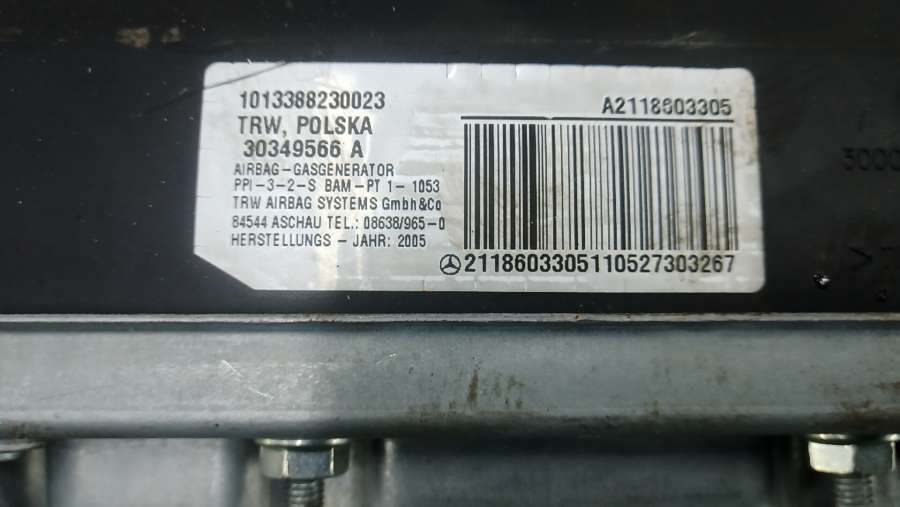 1013388230023
TRW, POLSKA
30349566 A
AIRBAG-GASGENERATOR
PPI-3-2-S BAM-PT 1- 1053
TRW AIRBAG SYSTEMS Gmbh&Co
84544 ASCHAU TEL.: 08638/965-0
HERSTELLUNGS - JAHR: 2005
A2118603305
2118603305110527303267